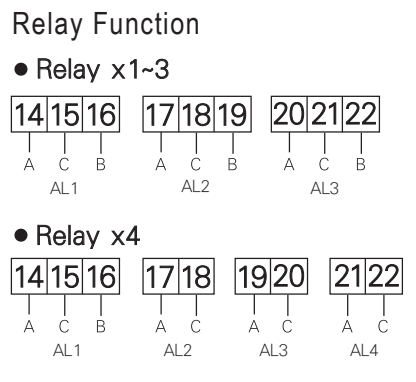 Relay Function
● Relay x1~3
14 15 16 17 18 19 20 21 22
A C B A C B A C B
AL1 AL2 AL3
● Relay x4
14 15 16 17 18 19 20 21 22
A C B A C A C A C
AL1 AL2 AL3 AL4